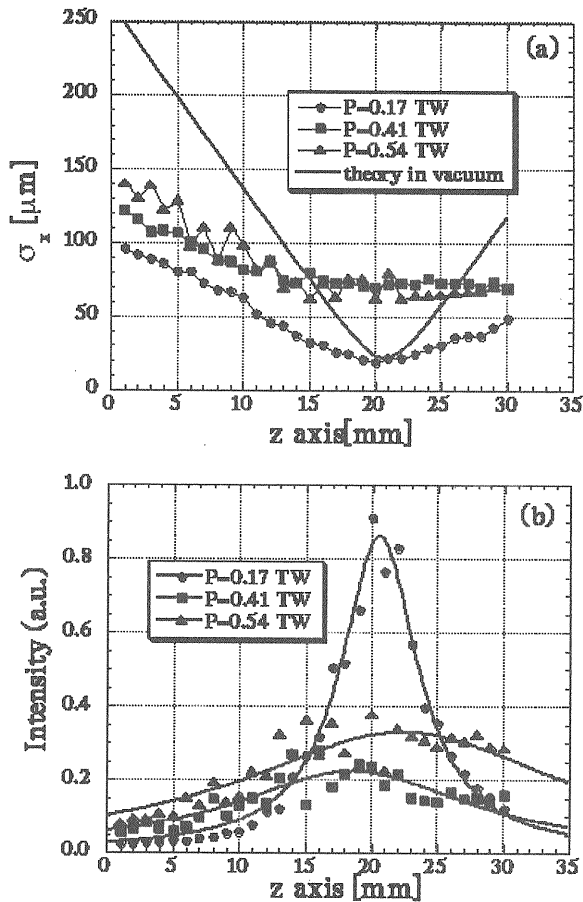 (a)
250
200
150
100
50
0
σx [μm]
P=0.17 TW
P=0.41 TW
P=0.54 TW
theory in vacuum
0 5 10 15 20 25 30 35
z axis[mm]
(b)
1.0
0.8
0.6
0.4
0.2
0.0
Intensity (a.u.)
P=0.17 TW
P=0.41 TW
P=0.54 TW
0 5 10 15 20 25 30 35
z axis [mm]